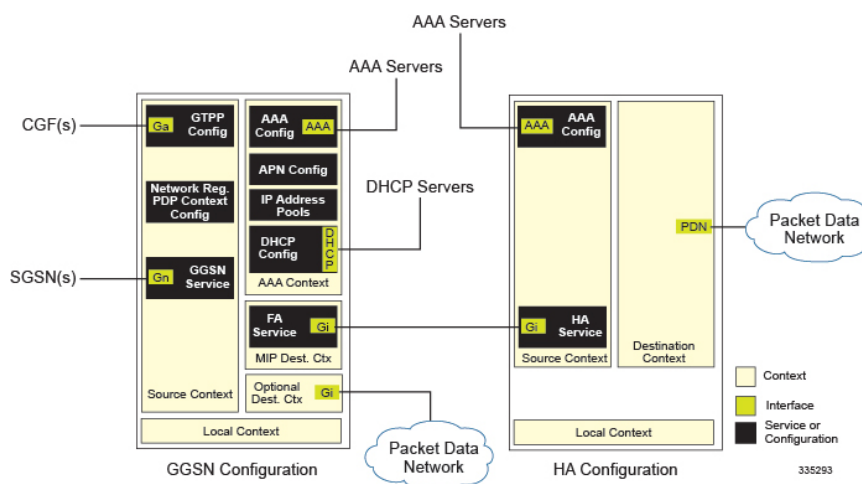 AAA Servers
AAA Servers
CGF(s)
Ga
GTPP
Config
AAA
Config
AAA
APN Config
Network Reg.
PDP Context
Config
IP Address
Pools
DHCP Servers
DHCP
Config
D
H
C
P
AAA Context
SGSN(s)
Gn
GGSN
Service
FA
Service
Gi
MIP Dest. Ctx
Source Context
Optional
Dest. Ctx
Gi
Local Context
GGSN Configuration
Packet Data
Network
AAA
AAA
Config
PDN
Packet Data
Network
Gi
HA
Service
Source Context
Destination
Context
Local Context
HA Configuration
Context
Interface
Service or
Configuration
335293